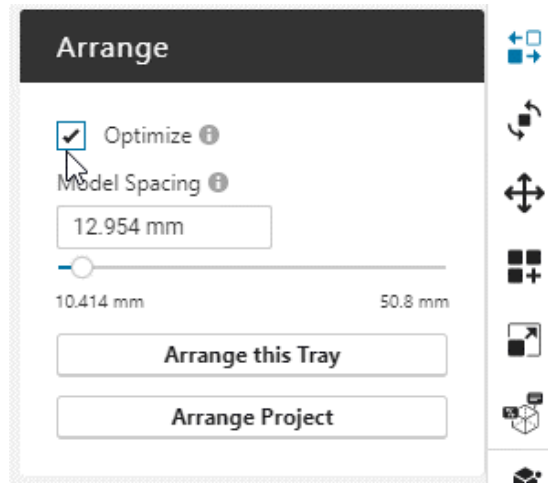 Arrange
Optimize
Model Spacing
12.954 mm
10.414 mm 50.8 mm
Arrange this Tray
Arrange Project